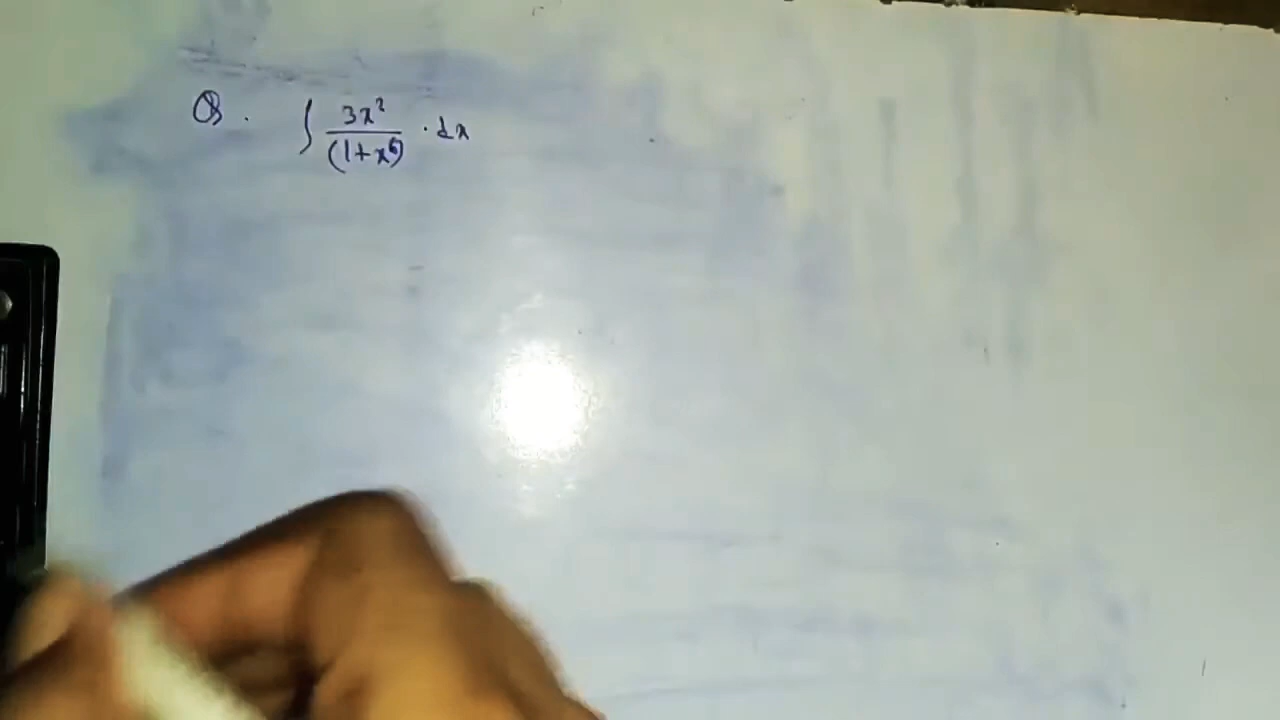 Q. ∫ 3x²/(1+x⁶) · dx